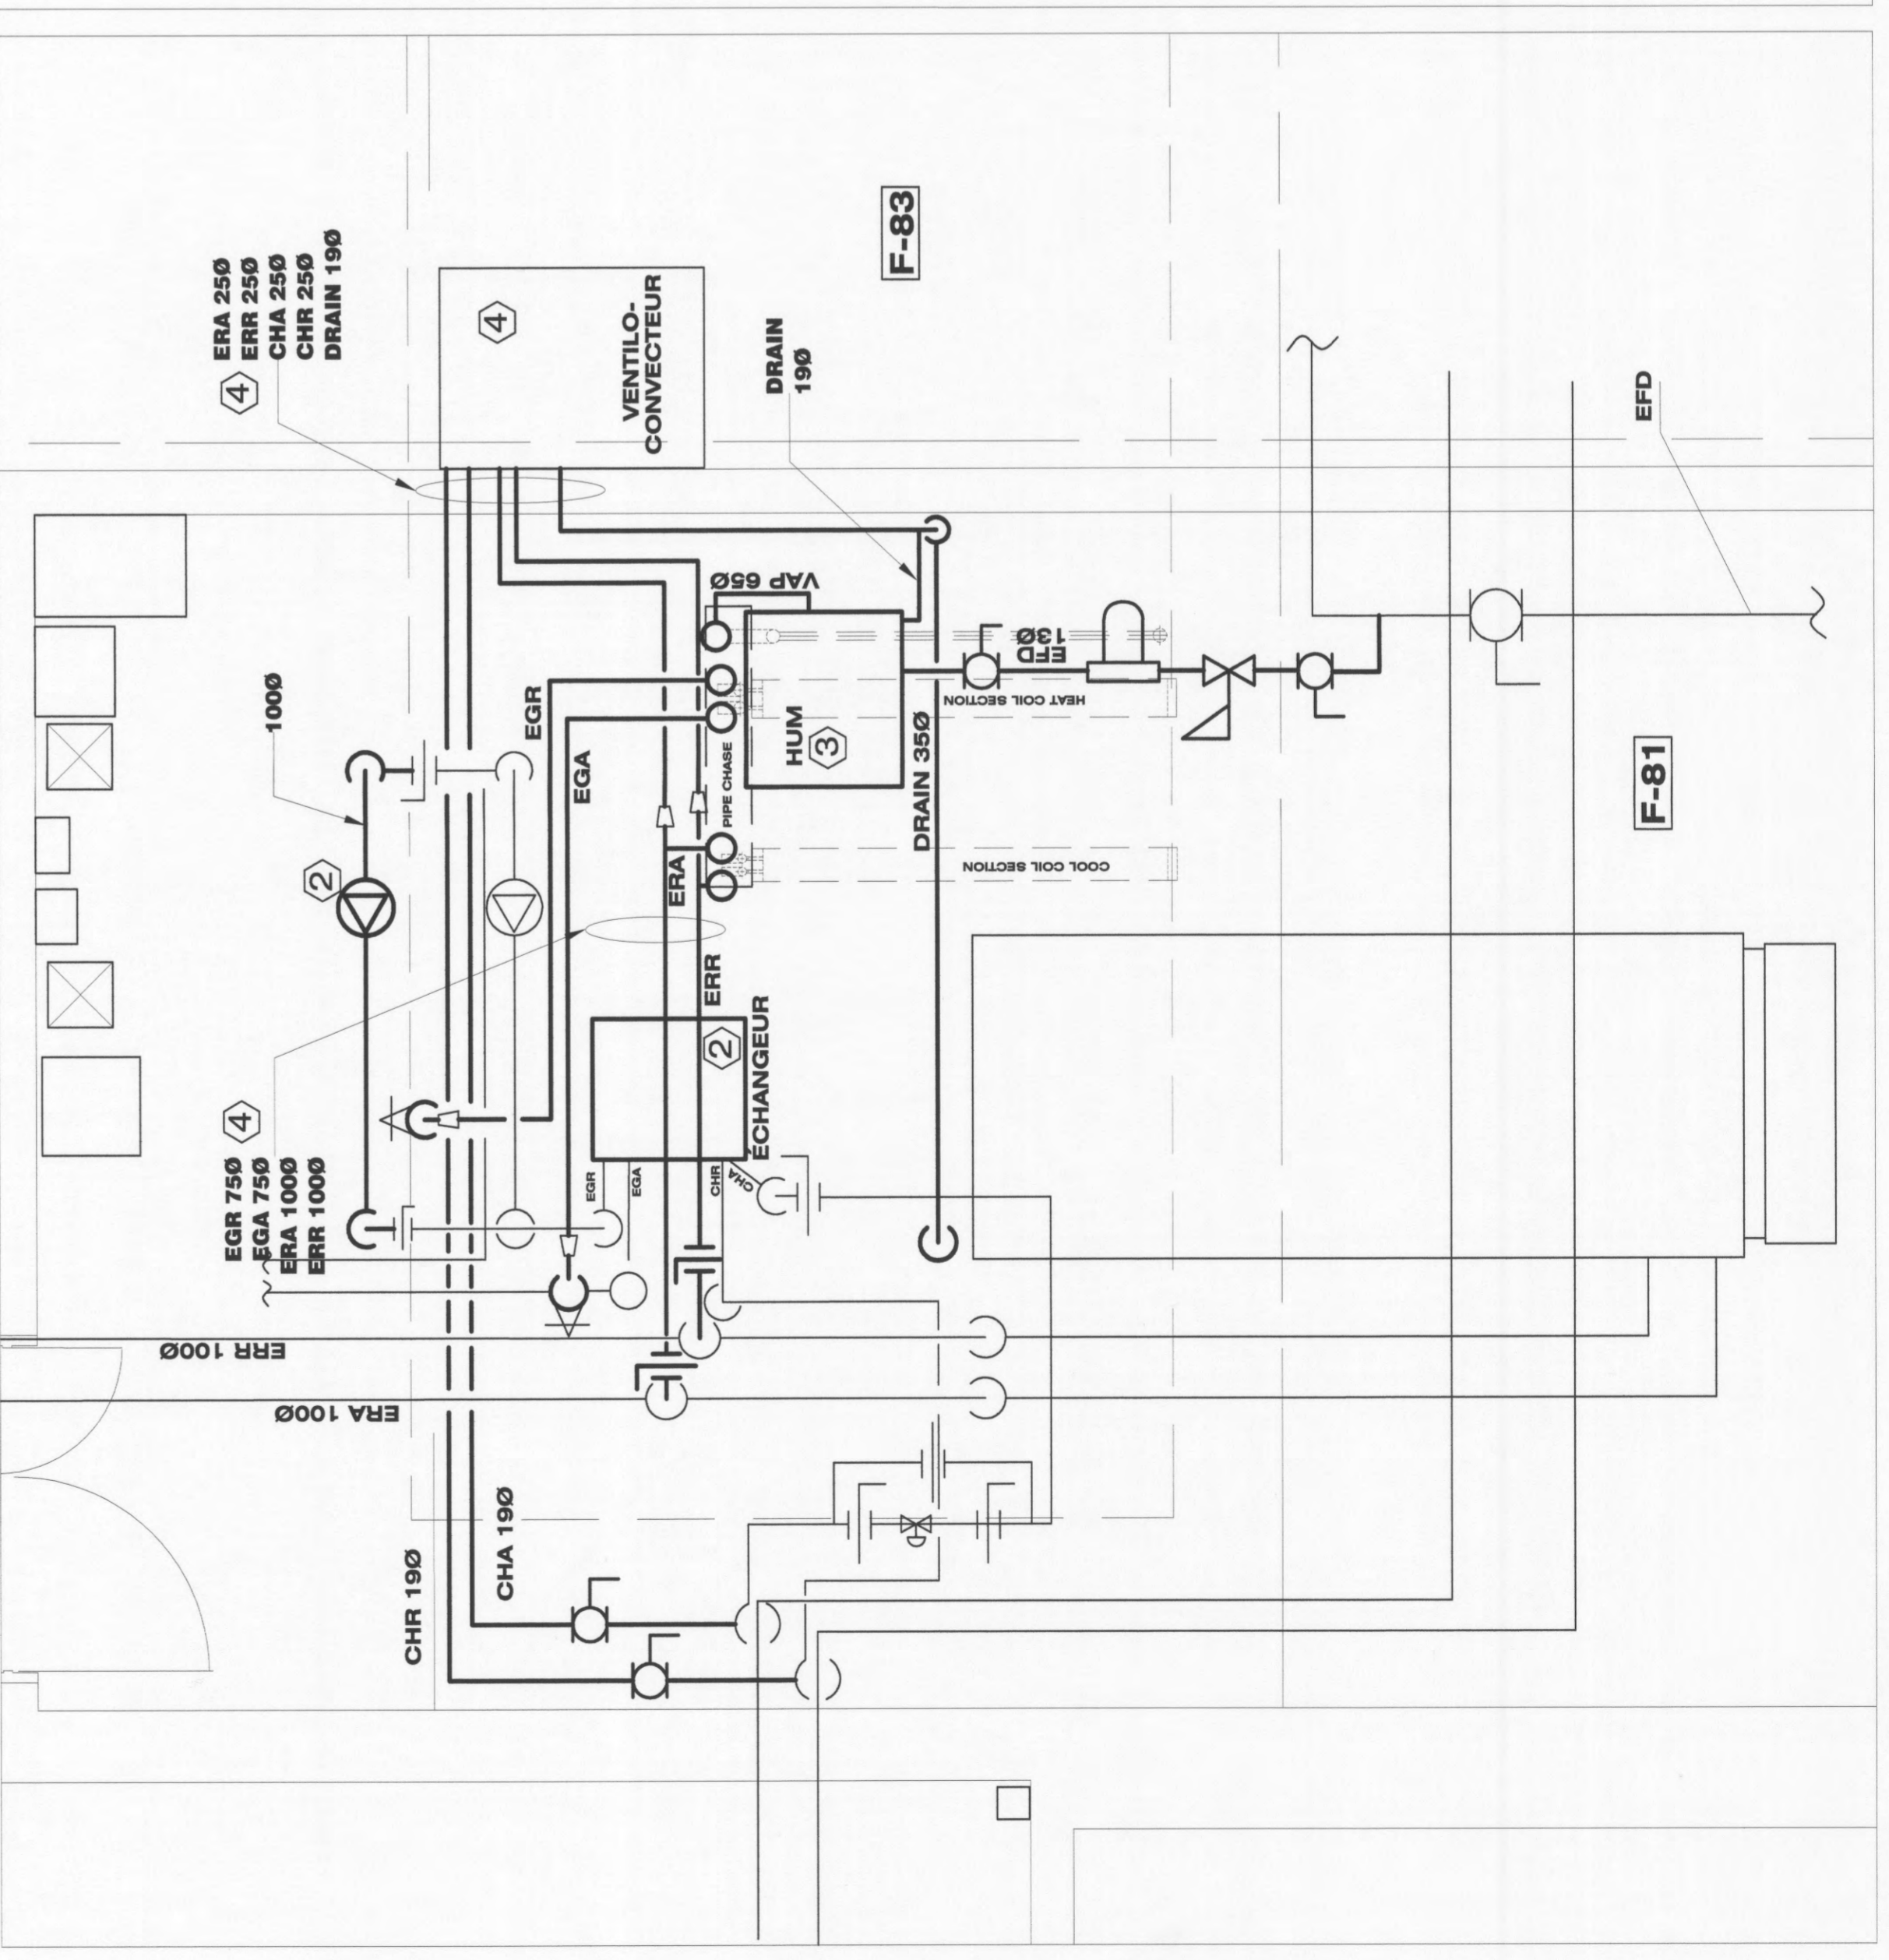 ERA 25Ø
ERR 25Ø
CHA 25Ø
CHR 25Ø
DRAIN 19Ø
4
4
VENTILO-
CONVECTEUR
F-83
DRAIN
19Ø
EFD
VAP 65Ø
EFD
13Ø
HEAT COIL SECTION
HUM
3
PIPE CHASE
DRAIN 35Ø
COOL COIL SECTION
F-81
100Ø
2
EGR
EGA
ERA
ERR
2
ÉCHANGEUR
4
EGR 75Ø
EGA 75Ø
ERA 100Ø
ERR 100Ø
EGR
EGA
CHR
CHA
ERR 100Ø
ERA 100Ø
CHR 19Ø
CHA 19Ø